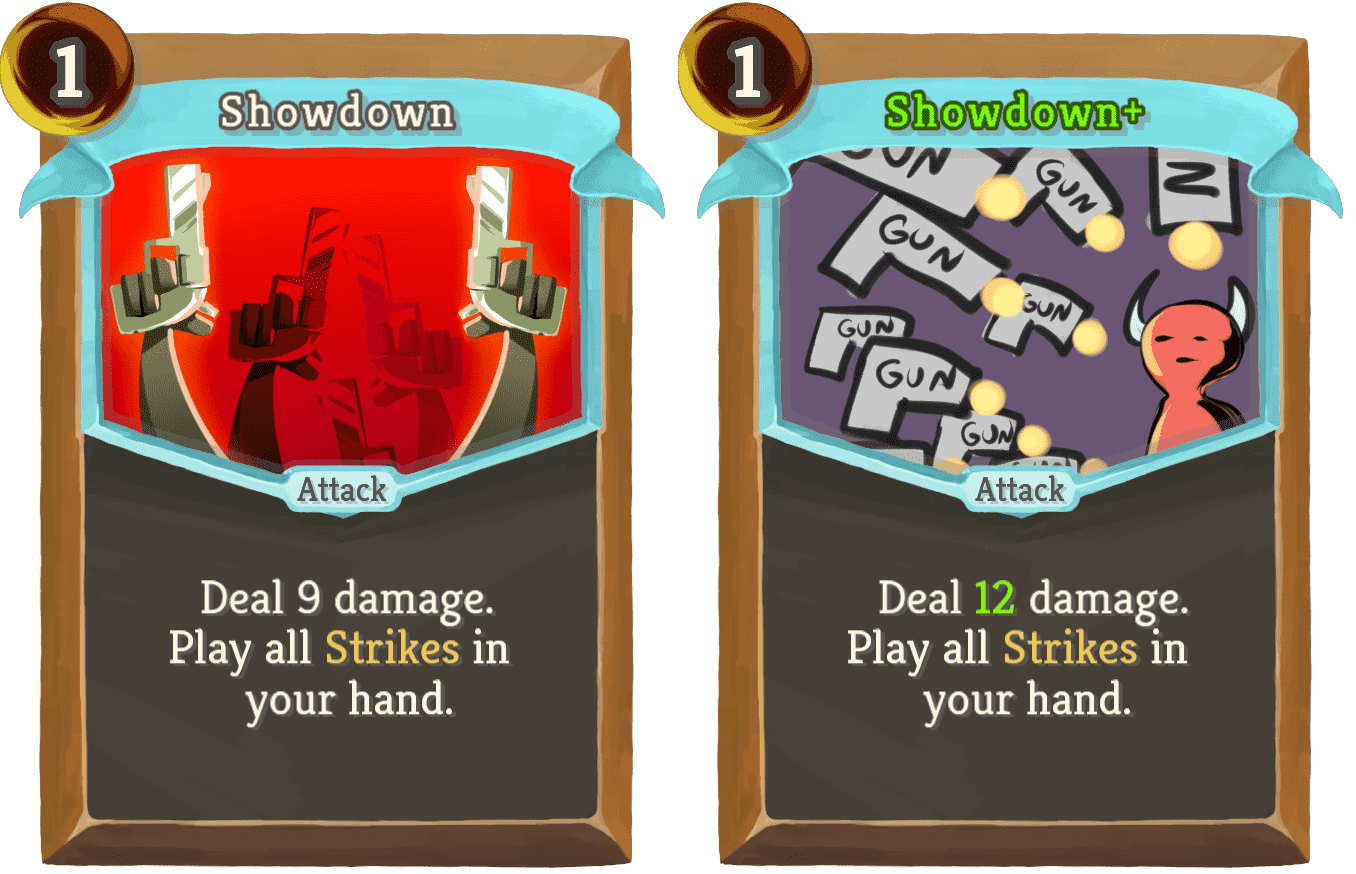 1
Showdown
Attack
Deal 9 damage.
Play all Strikes in
your hand.
1
Showdown+
GUN
GUN
N
GUN
GUN
GUN
GUN
GUN
Attack
Deal 12 damage.
Play all Strikes in
your hand.